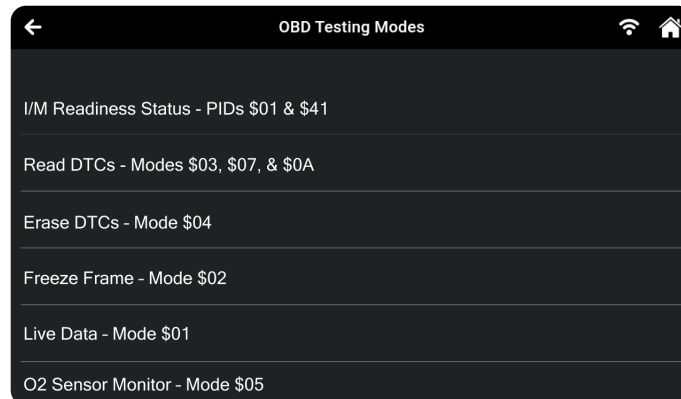 OBD Testing Modes
I/M Readiness Status - PIDs $01 & $41
Read DTCs - Modes $03, $07, & $0A
Erase DTCs - Mode $04
Freeze Frame - Mode $02
Live Data - Mode $01
O2 Sensor Monitor - Mode $05